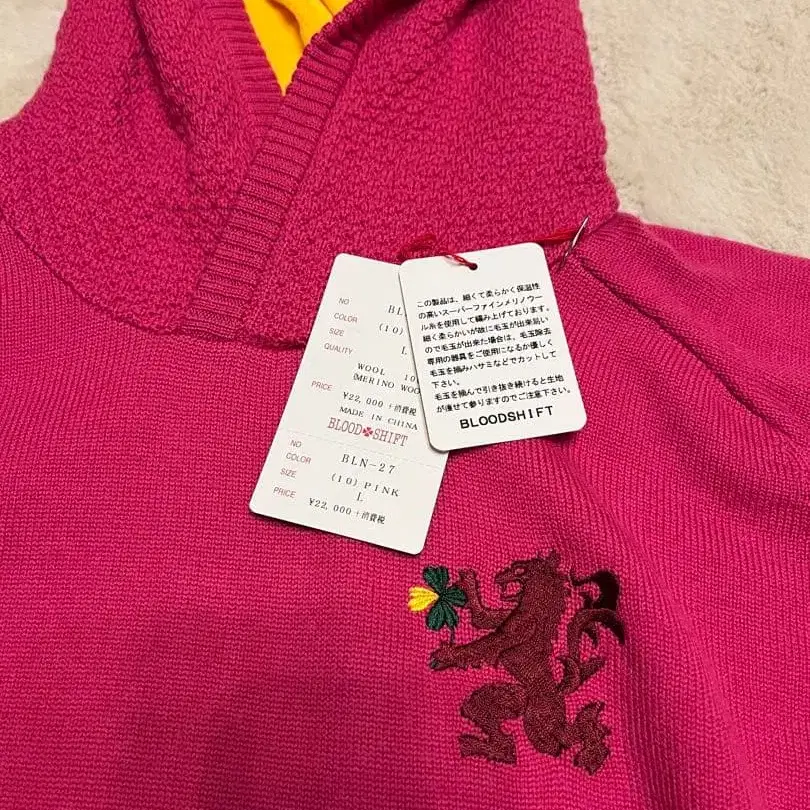 NO BL
COLOR (10)
SIZE L
QUALITY
WOOL 10
(MERINO WOO
PRICE ¥22,000+消費税
MADE IN CHINA
BLOOD SHIFT
NO BLN-27
COLOR (10) PINK
SIZE L
PRICE ¥22,000+消費税
この製品は、細くて柔らかく保温性
の高いスーパーファインメリノウー
ル糸を使用して編み上げております。
細く柔らかいが故に毛玉が出来易い
ので毛玉が出来た場合は、毛玉除去
専用の器具をご使用になるか優しく
毛玉を摘みハサミなどでカットして
下さい。
毛玉を摘んで引き抜き続けると生地
が痩せて参りますのでご注意下さい。
BLOODSHIFT